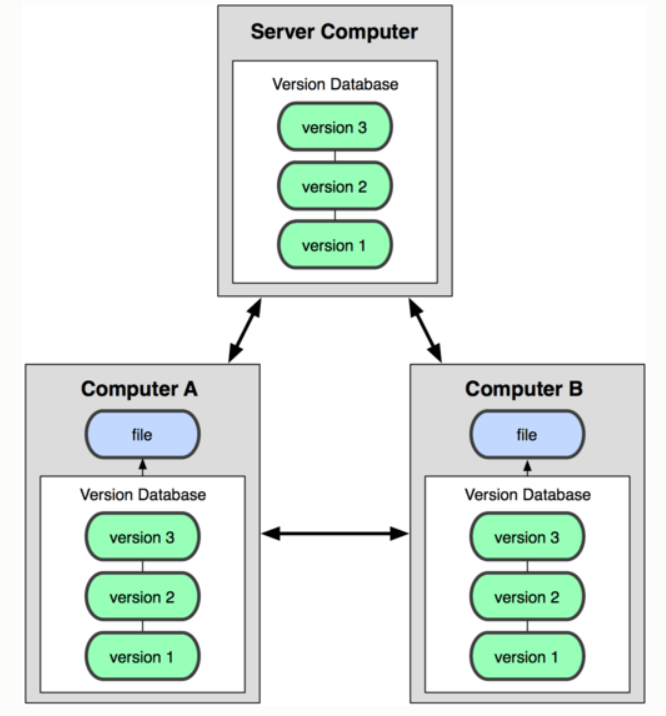 Server Computer
Version Database
version 3
version 2
version 1
Computer A
file
Version Database
version 3
version 2
version 1
Computer B
file
Version Database
version 3
version 2
version 1